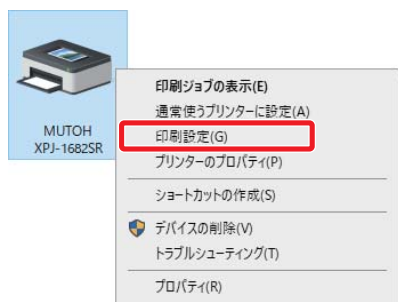 MUTOH
XPJ-1682SR
印刷ジョブの表示(E)
通常使うプリンターに設定(A)
印刷設定(G)
プリンターのプロパティ(P)
ショートカットの作成(S)
デバイスの削除(V)
トラブルシューティング(T)
プロパティ(R)